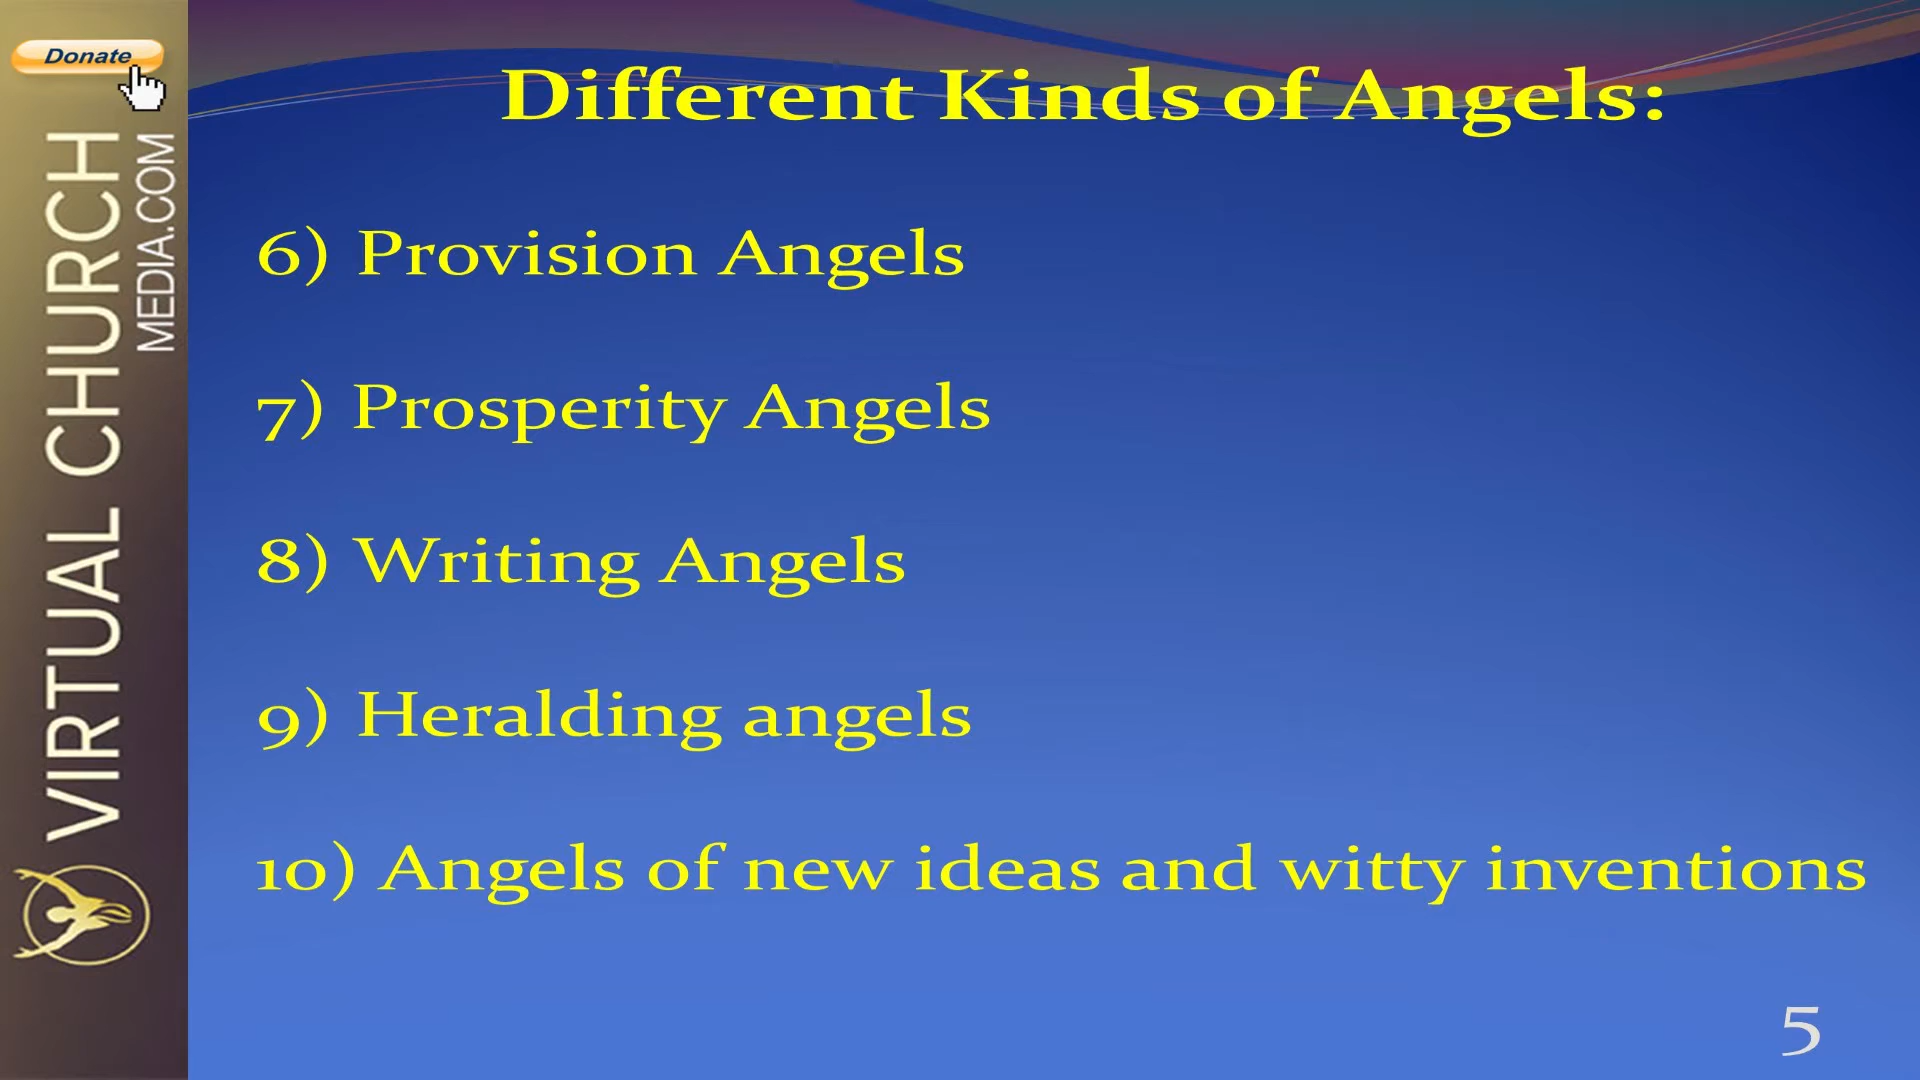 Donate
VIRTUAL CHURCH
MEDIA.COM
Different Kinds of Angels:
6) Provision Angels
7) Prosperity Angels
8) Writing Angels
9) Heralding angels
10) Angels of new ideas and witty inventions
5